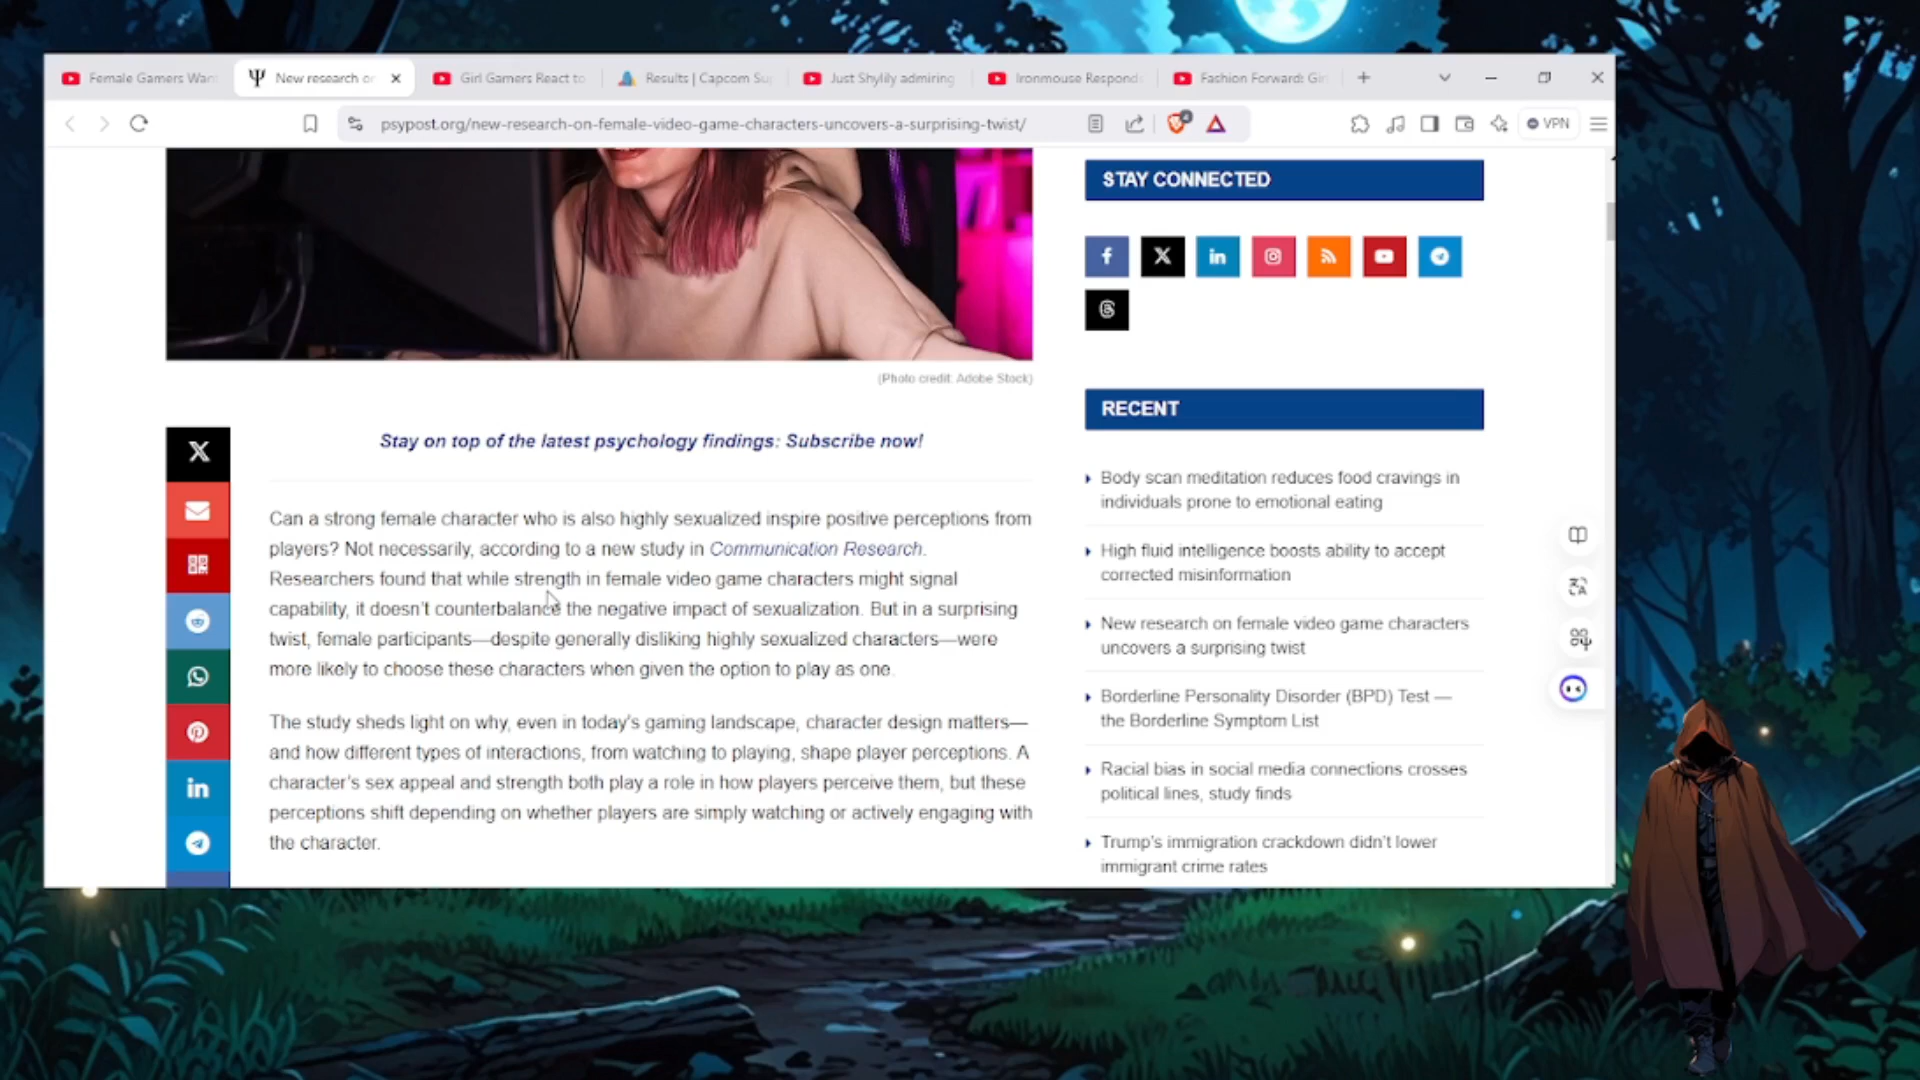 Female Gamers Wan
New research or
Girl Gamers React to
Results | Capcom Su
Just Shylily admiring
Ironmouse Respond
Fashion Forward: Gir
psypost.org/new-research-on-female-video-game-characters-uncovers-a-surprising-twist/
4
VPN
(Photo credit: Adobe Stock)
Stay on top of the latest psychology findings: Subscribe now!
Can a strong female character who is also highly sexualized inspire positive perceptions from
players? Not necessarily, according to a new study in Communication Research.
Researchers found that while strength in female video game characters might signal
capability, it doesn't counterbalance the negative impact of sexualization. But in a surprising
twist, female participants—despite generally disliking highly sexualized characters—were
more likely to choose these characters when given the option to play as one.
The study sheds light on why, even in today's gaming landscape, character design matters—
and how different types of interactions, from watching to playing, shape player perceptions. A
character's sex appeal and strength both play a role in how players perceive them, but these
perceptions shift depending on whether players are simply watching or actively engaging with
the character.
STAY CONNECTED
RECENT
Body scan meditation reduces food cravings in
individuals prone to emotional eating
High fluid intelligence boosts ability to accept
corrected misinformation
New research on female video game characters
uncovers a surprising twist
Borderline Personality Disorder (BPD) Test —
the Borderline Symptom List
Racial bias in social media connections crosses
political lines, study finds
Trump's immigration crackdown didn't lower
immigrant crime rates